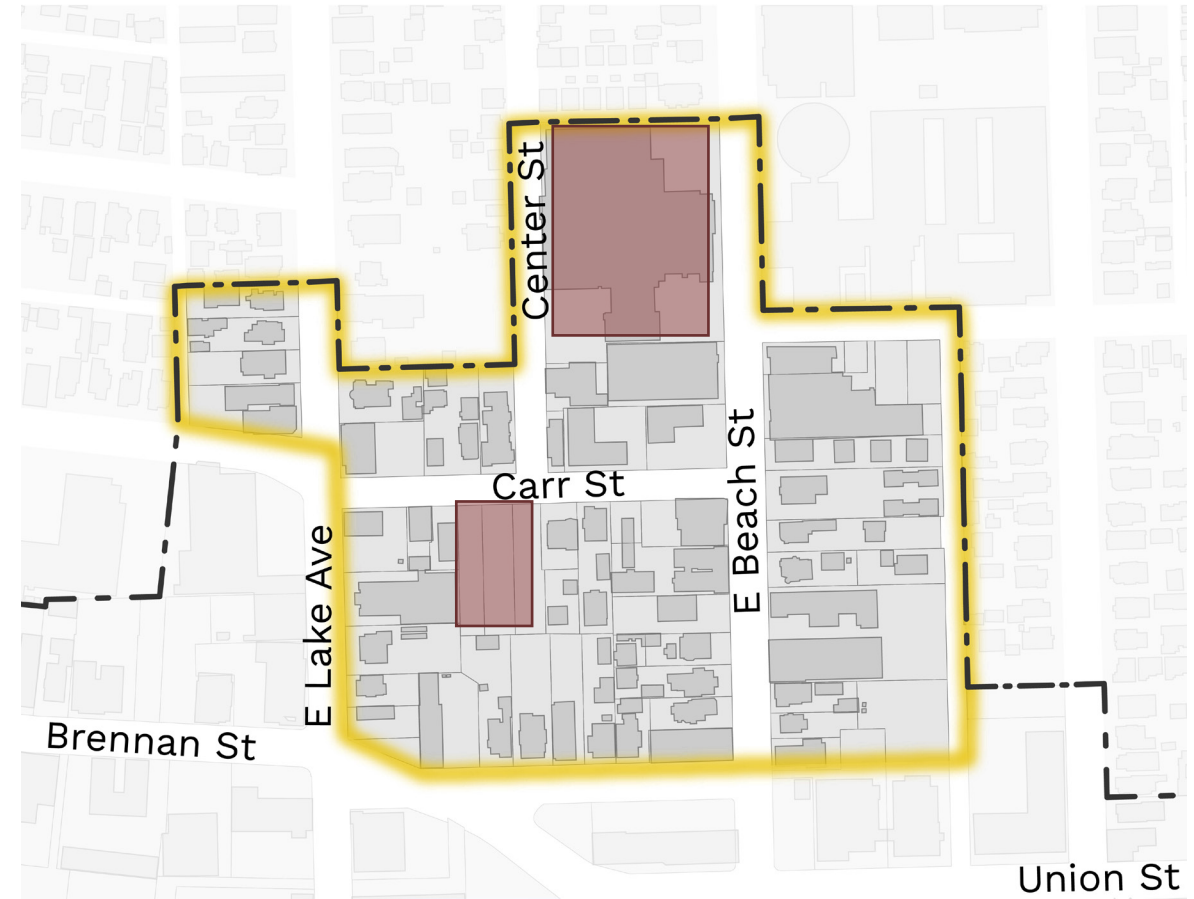 Center St
Carr St
E Beach St
E Lake Ave
Brennan St
Union St